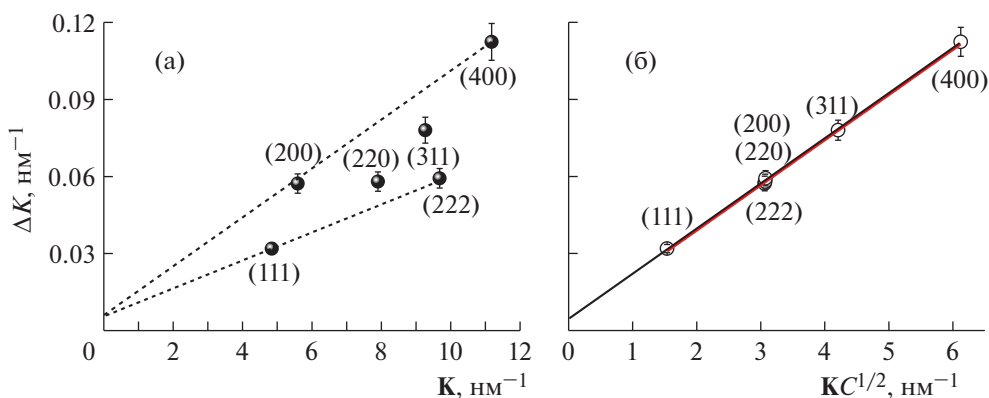 0.12
(а)
(б)
(400)
(400)
0.09
(311)
(200)
(200)
(220)
(220)
(311)
ΔK, нм⁻¹
0.06
(222)
(222)
(111)
0.03
(111)
0 2 4 6 8 10 12
0 1 2 3 4 5 6
K, нм⁻¹
KC^{1/2}, нм⁻¹